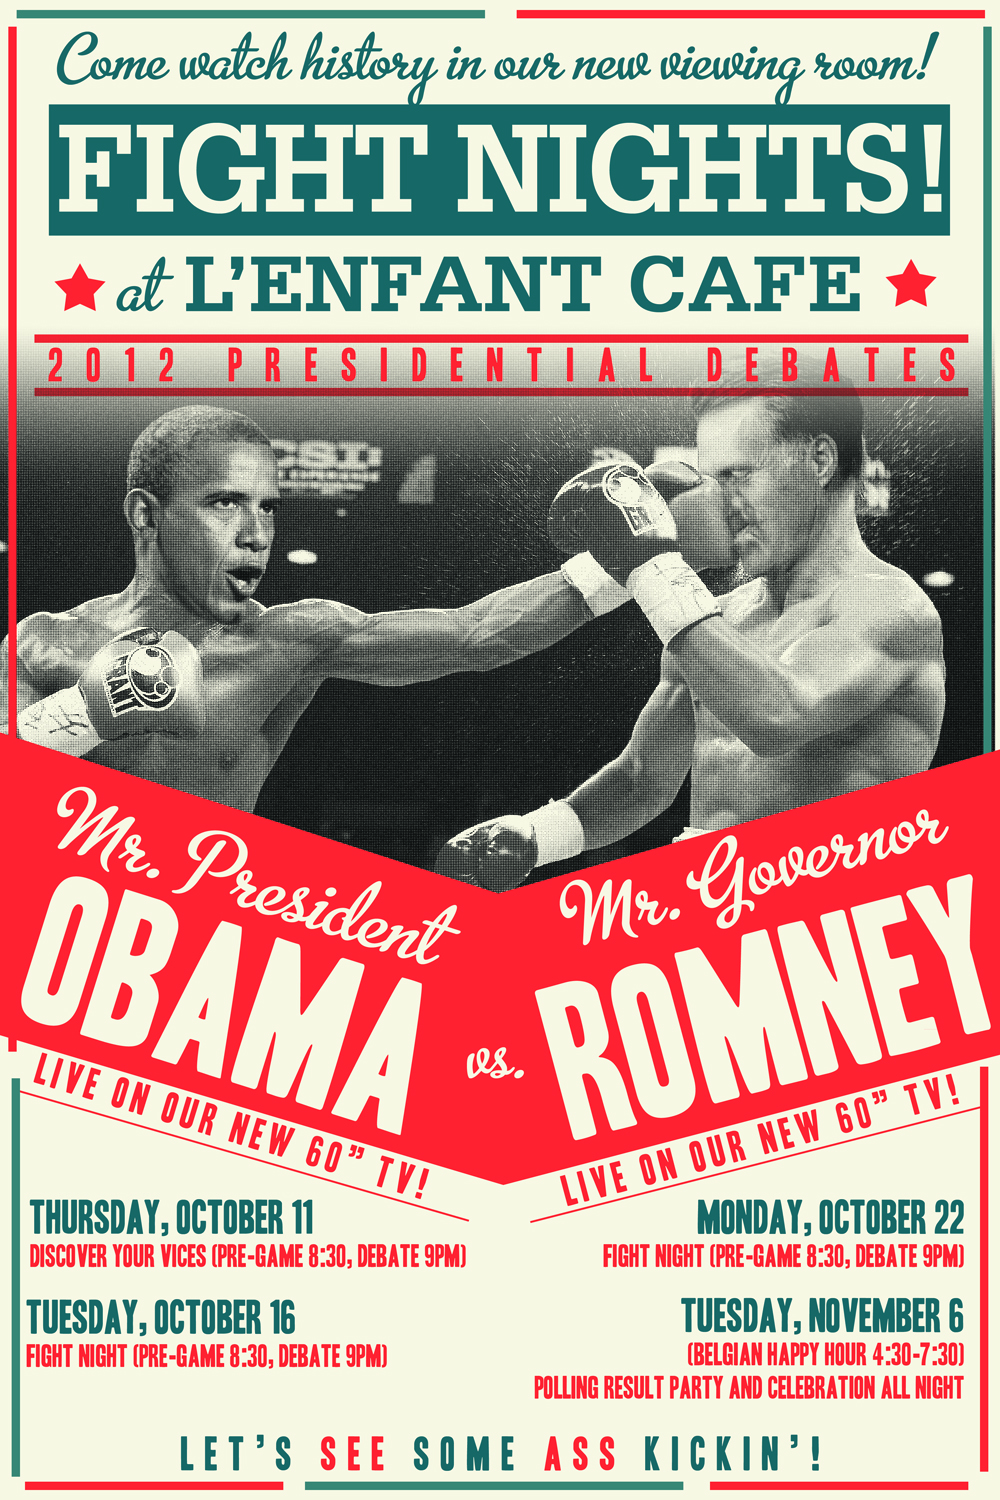 Come watch history in our new viewing room!
FIGHT NIGHTS!
at L'ENFANT CAFE
2012 PRESIDENTIAL DEBATES
GR
GRANT
Mr. President
OBAMA
vs.
Mr. Governor
ROMNEY
LIVE ON OUR NEW 60” TV!
LIVE ON OUR NEW 60” TV!
THURSDAY, OCTOBER 11
DISCOVER YOUR VICES (PRE-GAME 8:30, DEBATE 9PM)
TUESDAY, OCTOBER 16
FIGHT NIGHT (PRE-GAME 8:30, DEBATE 9PM)
MONDAY, OCTOBER 22
FIGHT NIGHT (PRE-GAME 8:30, DEBATE 9PM)
TUESDAY, NOVEMBER 6
(BELGIAN HAPPY HOUR 4:30-7:30)
POLLING RESULT PARTY AND CELEBRATION ALL NIGHT
LET'S SEE SOME ASS KICKIN'!